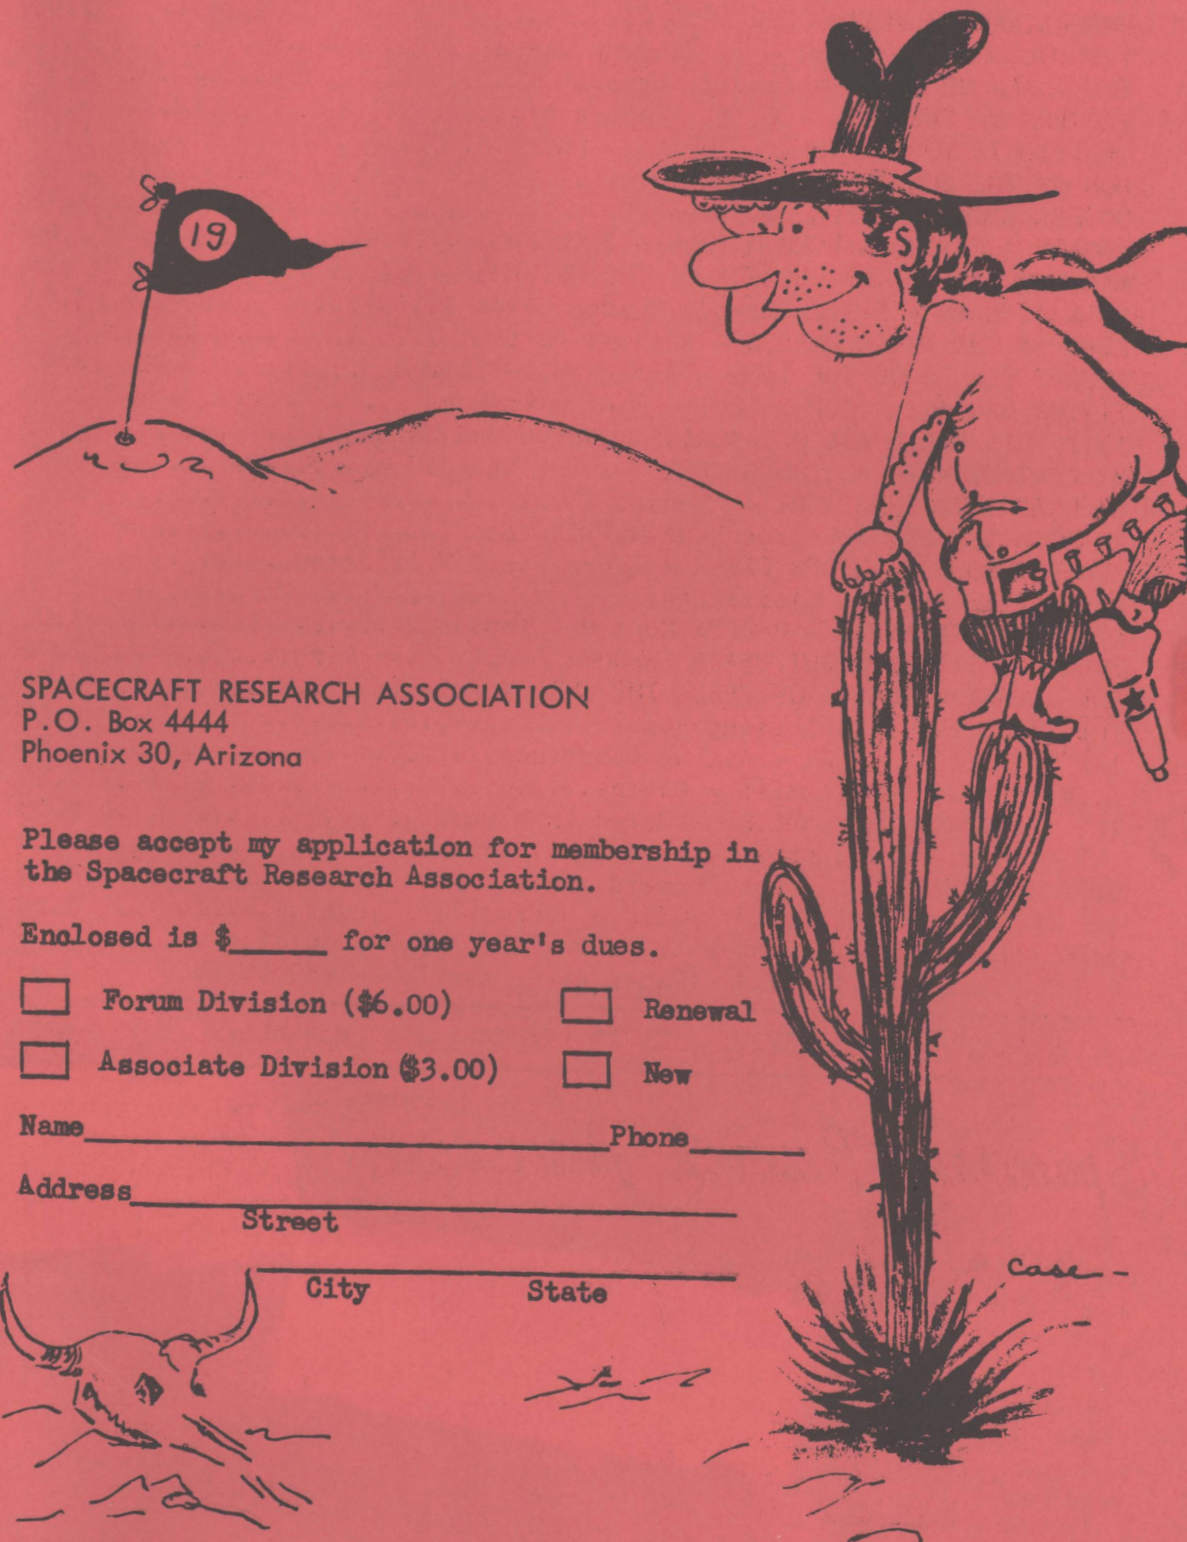 19
SPACECRAFT RESEARCH ASSOCIATION
P.O. Box 4444
Phoenix 30, Arizona
Please accept my application for membership in
the Spacecraft Research Association.
Enclosed is $_____ for one year's dues.
Forum Division ($6.00) Renewal
Associate Division ($3.00) New
Name Phone
Address
Street
City State
Case